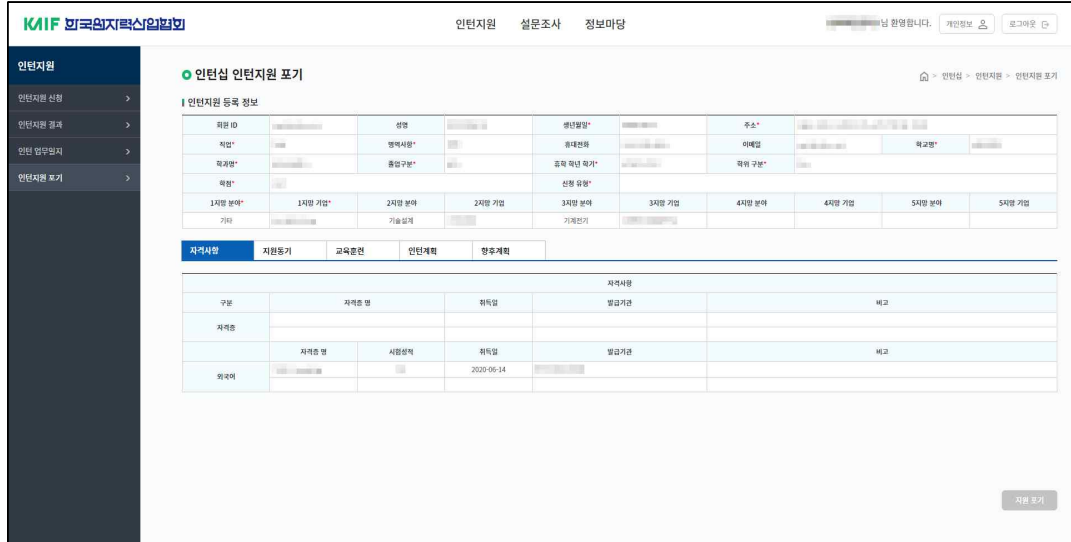 KAIF 한국원자력산업협회
인턴지원 설문조사 정보마당
님 환영합니다. 개인정보 로그아웃
인턴지원
인턴지원 신청
인턴지원 결과
인턴 업무일지
인턴지원 포기
인턴십 인턴지원 포기
> 인턴십 > 인턴지원 > 인턴지원 포기
인턴지원 등록 정보
회원 ID 성명 생년월일* 주소*
직업* 병역사항* 휴대전화 이메일 학교명*
학과명* 졸업구분* 휴학 학년 학기* 학위 구분*
학점* 신청 유형*
1지망 분야* 1지망 기업* 2지망 분야 2지망 기업 3지망 분야 3지망 기업 4지망 분야 4지망 기업 5지망 분야 5지망 기업
기타 기술설계 기계전기
자격사항 지원동기 교육훈련 인턴계획 향후계획
자격사항
구분 자격증 명 취득일 발급기관 비고
자격증
자격증 명 시험성적 취득일 발급기관 비고
외국어 2020-06-14
지원 포기